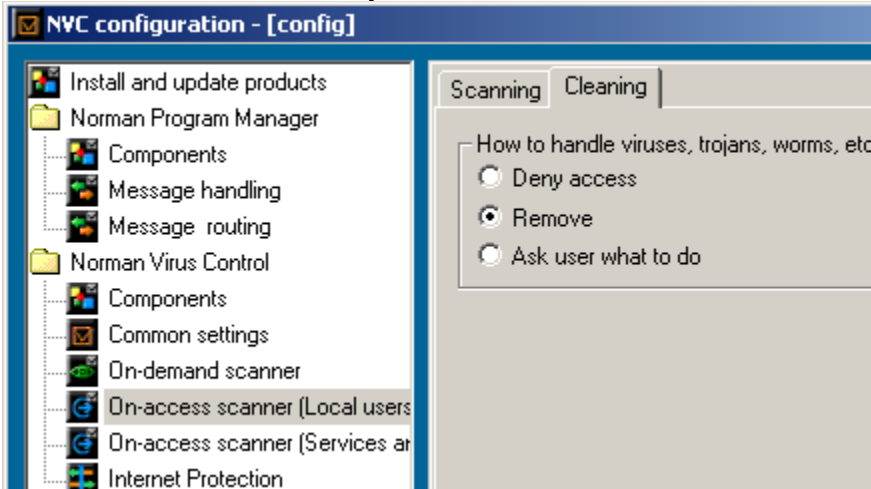 NVC configuration - [config]
Install and update products
Norman Program Manager
Components
Message handling
Message routing
Norman Virus Control
Components
Common settings
On-demand scanner
On-access scanner (Local users
On-access scanner (Services ar
Internet Protection
Scanning Cleaning
How to handle viruses, trojans, worms, etc
Deny access
Remove
Ask user what to do